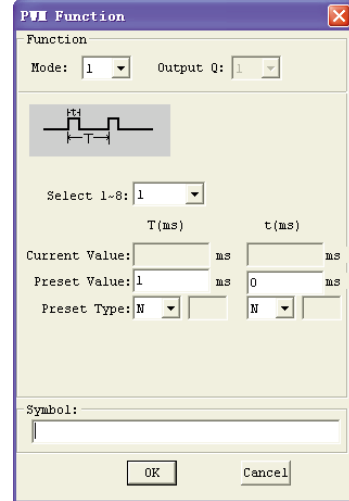 PWM Function
Function
Mode: 1 Output Q: 1
t
T
Select 1~8: 1
T(ms) t(ms)
Current Value: ms ms
Preset Value: 1 ms 0 ms
Preset Type: N N
Symbol:
OK Cancel